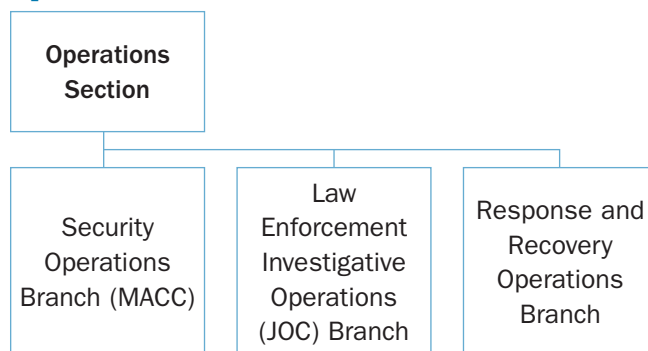 Operations
Section
Security
Operations
Branch (MACC)
Law
Enforcement
Investigative
Operations
(JOC) Branch
Response and
Recovery
Operations
Branch